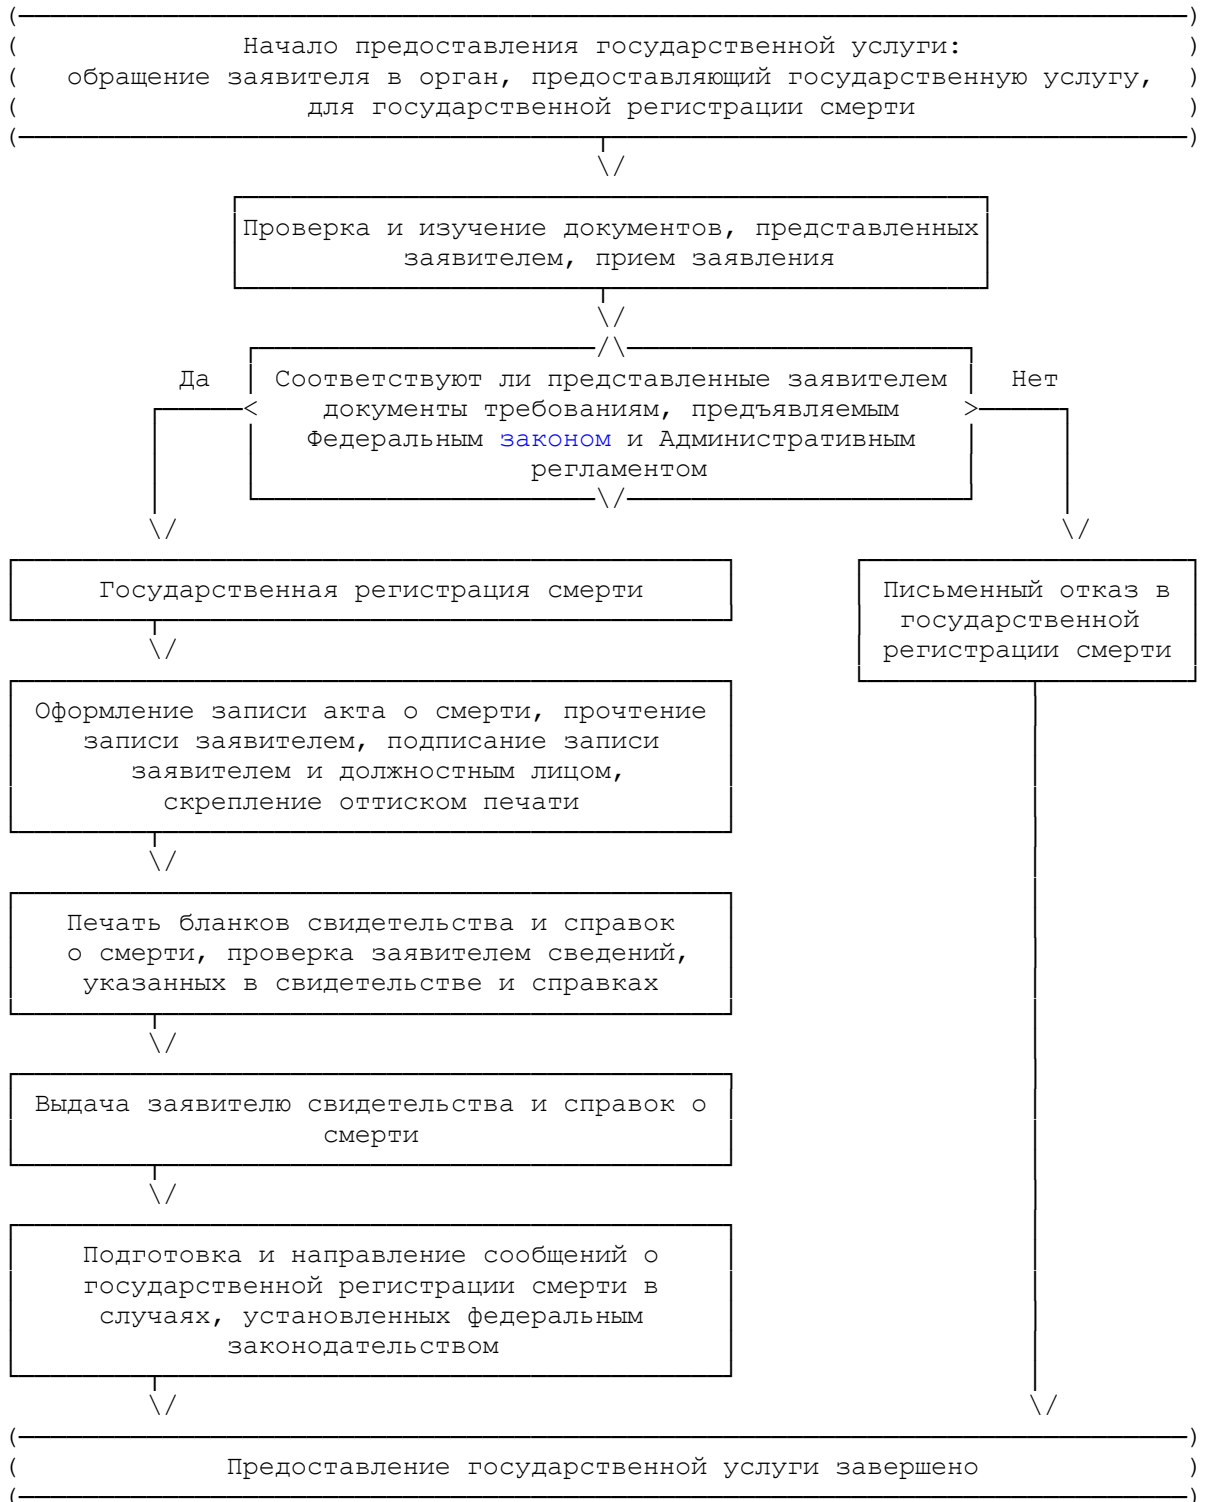 Начало предоставления государственной услуги:
обращение заявителя в орган, предоставляющий государственную услугу,
для государственной регистрации смерти
Проверка и изучение документов, представленных
заявителем, прием заявления
Да
Соответствуют ли представленные заявителем
Нет
документы требованиям, предъявляемым
Федеральным законом и Административным
регламентом
Государственная регистрация смерти
Письменный отказ в
государственной
регистрации смерти
Оформление записи акта о смерти, прочтение
записи заявителем, подписание записи
заявителем и должностным лицом,
скрепление оттиском печати
Печать бланков свидетельства и справок
о смерти, проверка заявителем сведений,
указанных в свидетельстве и справках
Выдача заявителю свидетельства и справок о
смерти
Подготовка и направление сообщений о
государственной регистрации смерти в
случаях, установленных федеральным
законодательством
Предоставление государственной услуги завершено